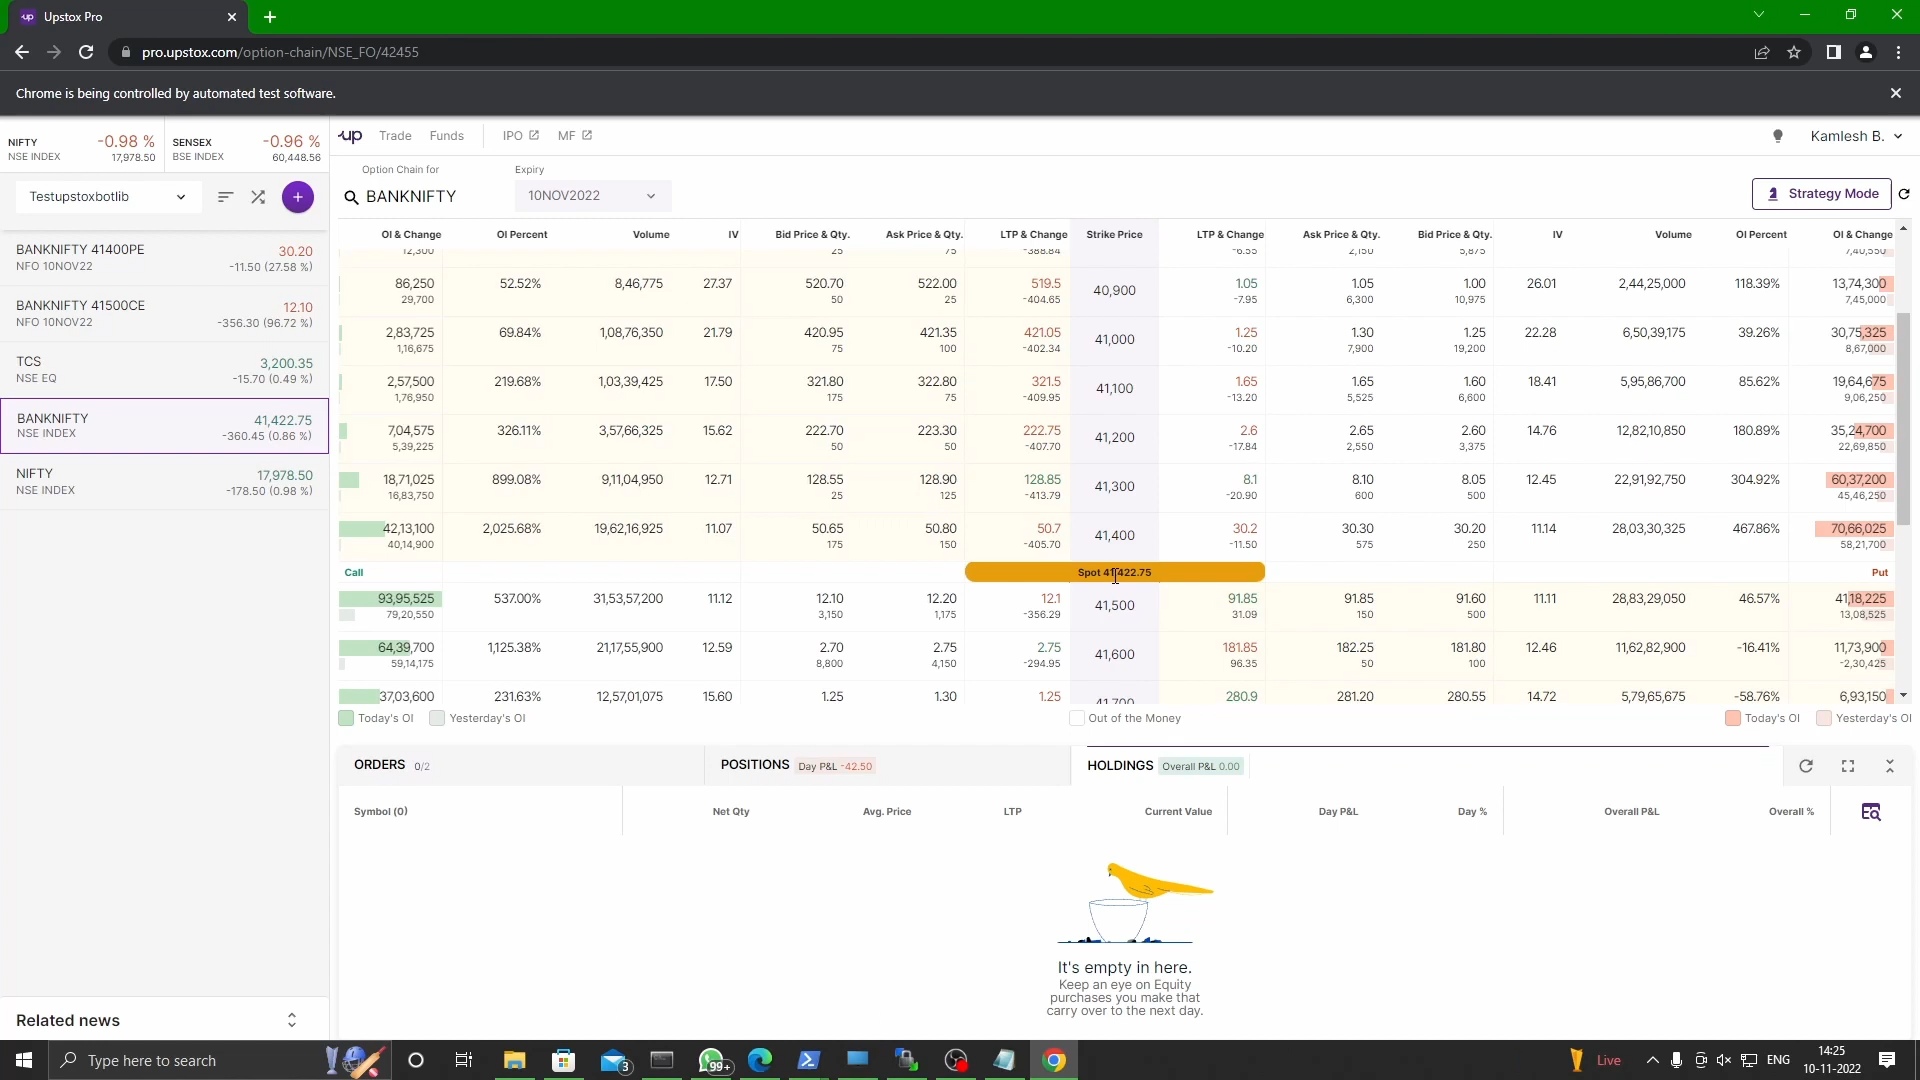 Upstox Pro
pro.upstox.com/option-chain/NSE_FO/42455
Chrome is being controlled by automated test software.
NIFTY -0.98 % SENSEX -0.96 %
NSE INDEX 17,978.50 BSE INDEX 60,448.56
up Trade Funds IPO MF Kamlesh B.
Option Chain for Expiry
Testupstoxbotlib BANKNIFTY 10NOV2022 Strategy Mode
BANKNIFTY 41400PE 30.20
NFO 10NOV22 -11.50 (27.58 %)
BANKNIFTY 41500CE 12.10
NFO 10NOV22 -356.30 (96.72 %)
TCS 3,200.35
NSE EQ -15.70 (0.49 %)
BANKNIFTY 41,422.75
NSE INDEX -360.45 (0.86 %)
NIFTY 17,978.50
NSE INDEX -178.50 (0.98 %)
Related news
OI & Change OI Percent Volume IV Bid Price & Qty. Ask Price & Qty. LTP & Change Strike Price LTP & Change Ask Price & Qty. Bid Price & Qty. IV Volume OI Percent OI & Change
12,300 25 75 -388.84 -6.55 2,150 5,875 7,40,550
86,250 52.52% 8,46,775 27.37 520.70 522.00 519.5 40,900 1.05 1.05 1.00 26.01 2,44,25,000 118.39% 13,74,300
29,700 50 25 -404.65 -7.95 6,300 10,975 7,45,000
2,83,725 69.84% 1,08,76,350 21.79 420.95 421.35 421.05 41,000 1.25 1.30 1.25 22.28 6,50,39,175 39.26% 30,75,325
1,16,675 75 100 -402.34 -10.20 7,900 19,200 8,67,000
2,57,500 219.68% 1,03,39,425 17.50 321.80 322.80 321.5 41,100 1.65 1.65 1.60 18.41 5,95,86,700 85.62% 19,64,675
1,76,950 175 75 -409.95 -13.20 5,525 6,600 9,06,250
7,04,575 326.11% 3,57,66,325 15.62 222.70 223.30 222.75 41,200 2.6 2.65 2.60 14.76 12,82,10,850 180.89% 35,24,700
5,39,225 50 50 -407.70 -17.84 2,550 3,375 22,69,850
18,71,025 899.08% 9,11,04,950 12.71 128.55 128.90 128.85 41,300 8.1 8.10 8.05 12.45 22,91,92,750 304.92% 60,37,200
16,83,750 25 125 -413.79 -20.90 600 500 45,46,250
42,13,100 2,025.68% 19,62,16,925 11.07 50.65 50.80 50.7 41,400 30.2 30.30 30.20 11.14 28,03,30,325 467.86% 70,66,025
40,14,900 175 150 -405.70 -11.50 575 250 58,21,700
Call Spot 41,422.75 Put
93,95,525 537.00% 31,53,57,200 11.12 12.10 12.20 12.1 41,500 91.85 91.85 91.60 11.11 28,83,29,050 46.57% 41,18,225
79,20,550 3,150 1,175 -356.29 31.09 150 500 13,08,525
64,39,700 1,125.38% 21,17,55,900 12.59 2.70 2.75 2.75 41,600 181.85 182.25 181.80 12.46 11,62,82,900 -16.41% 11,73,900
59,14,175 8,800 4,150 -294.95 96.35 50 100 -2,30,425
37,03,600 231.63% 12,57,01,075 15.60 1.25 1.30 1.25 41,700 280.9 281.20 280.55 14.72 5,79,65,675 -58.76% 6,93,150
Today's OI Yesterday's OI Out of the Money Today's OI Yesterday's OI
ORDERS 0/2 POSITIONS Day P&L -42.50 HOLDINGS Overall P&L 0.00
Symbol (0) Net Qty Avg. Price LTP Current Value Day P&L Day % Overall P&L Overall %
It's empty in here.
Keep an eye on Equity
purchases you make that
carry over to the next day.
Type here to search 3 99+ Live ENG 14:25
10-11-2022